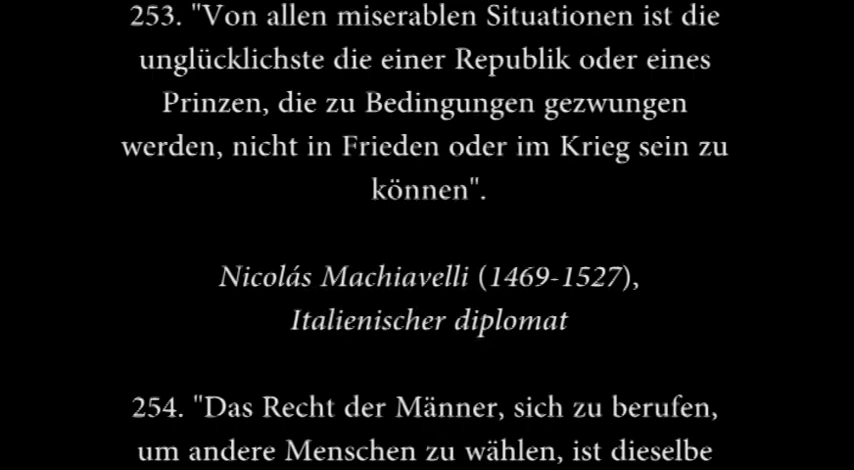 253. "Von allen miserablen Situationen ist die
unglücklichste die einer Republik oder eines
Prinzen, die zu Bedingungen gezwungen
werden, nicht in Frieden oder im Krieg sein zu
können".
Nicolás Machiavelli (1469-1527),
Italienischer diplomat
254. "Das Recht der Männer, sich zu berufen,
um andere Menschen zu wählen, ist dieselbe